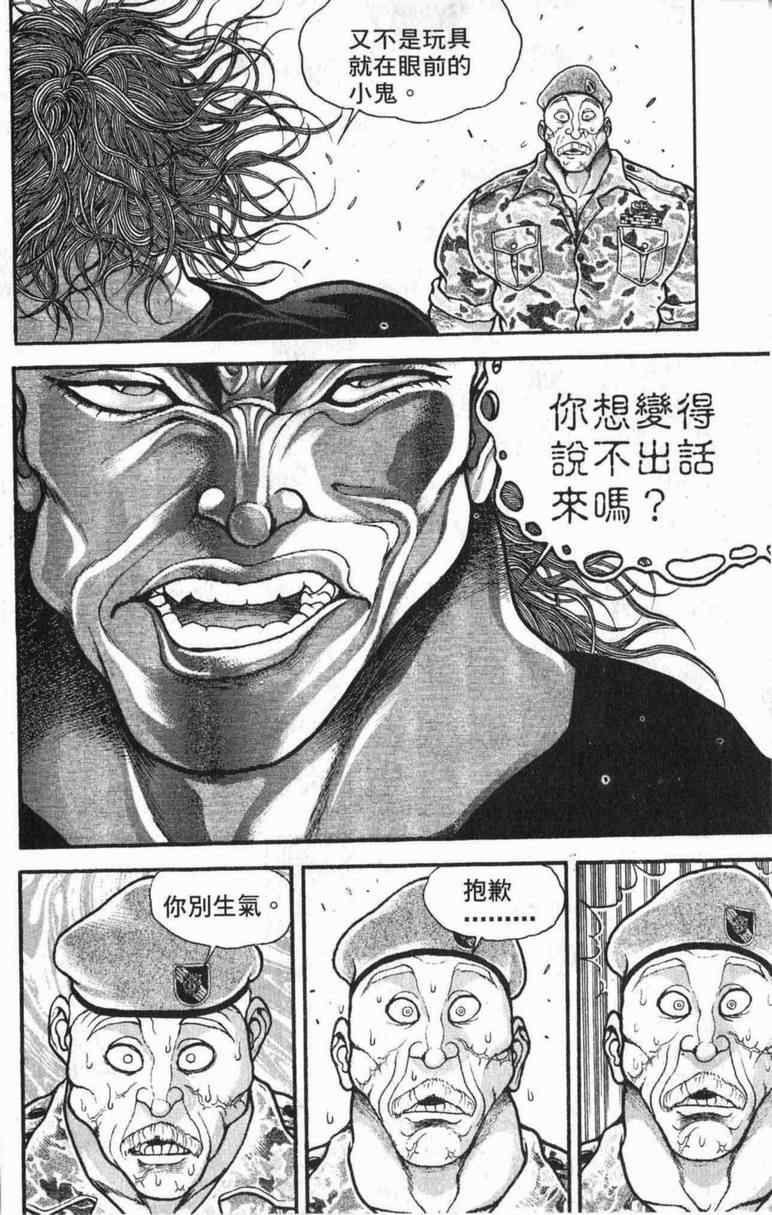 又不是玩具
就在眼前的
小鬼。
你想變得
說不出話
來嗎？
抱歉
………
你別生氣。